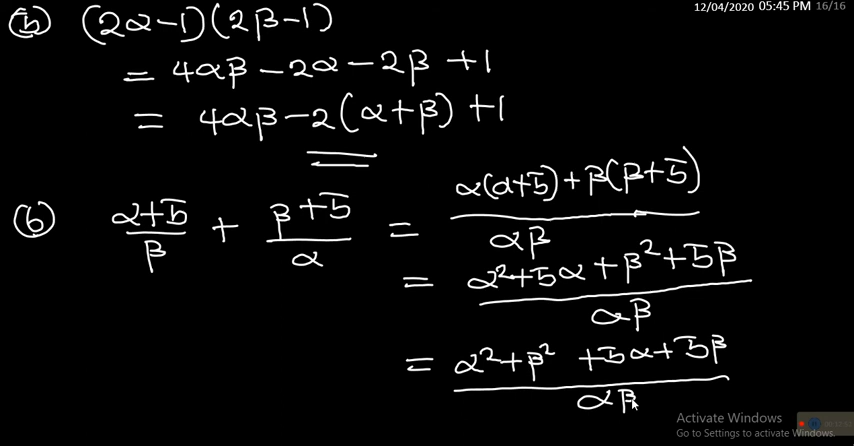 12/04/2020 05:45 PM 16/16
(5) (2α-1)(2β-1)
= 4αβ - 2α - 2β + 1
= 4αβ - 2(α+β) + 1
(6) (α+5)/β + (β+5)/α = (α(α+5) + β(β+5))/αβ
= (α² + 5α + β² + 5β)/αβ
= (α² + β² + 5α + 5β)/αβ
Activate Windows
Go to Settings to activate Windows.